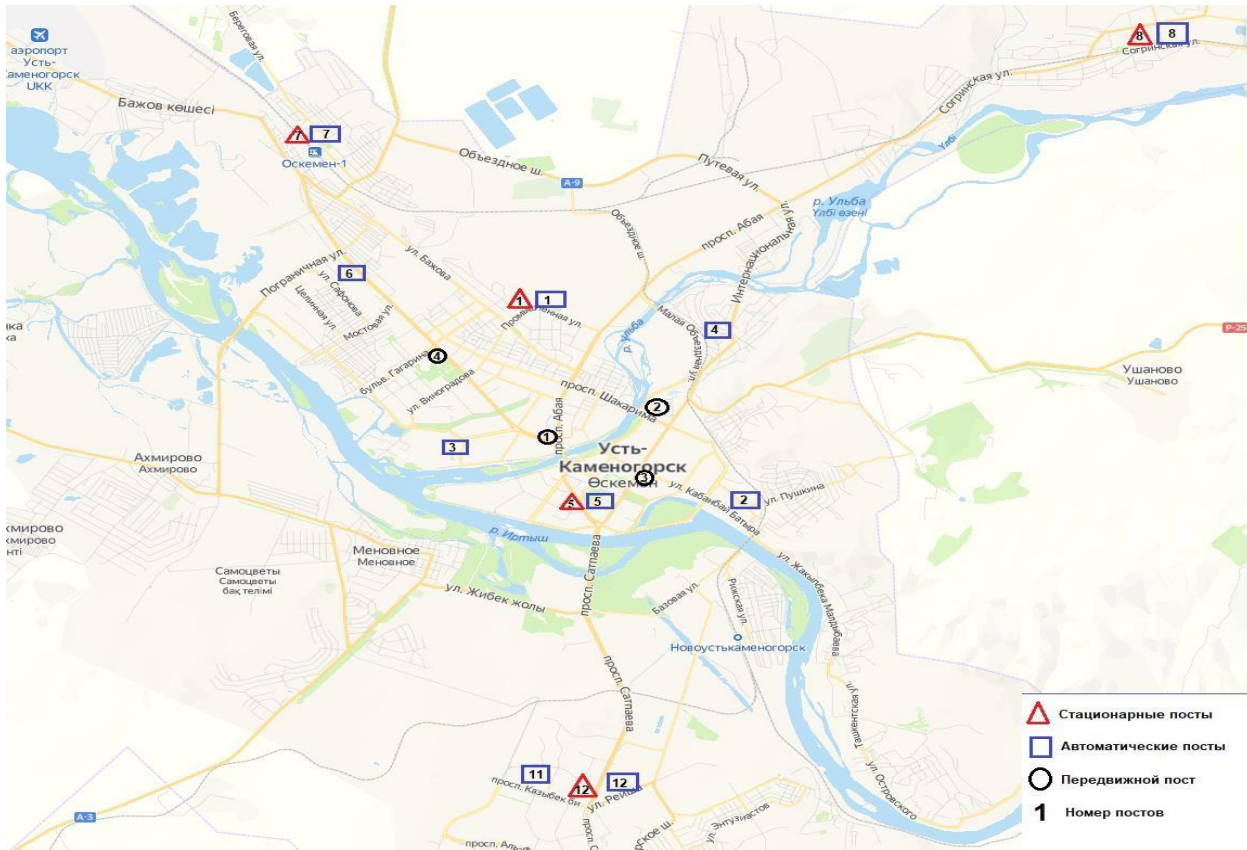 аэропорт
Усть-
Каменогорск
UKK
Береговая ул.
Бажов көшесі
7
7
Оскемен-1
Объездное ш.
А-9
Путевая ул.
8
8
Согринская ул.
Согринская ул.
Үлбі
р. Ульба
Үлбі өзені
просп. Абая
Интернациональная ул.
Объездное ш.
ул. Бажова
Пограничная ул.
6
ул. Сафонова
Целинная ул.
Мостовая ул.
1
1
Промышленная ул.
р. Ульба
Малая Объездная ул.
4
Р-25
Ушаново
Ушаново
4
бульв. Гагарина
ул. Виноградова
просп. Шакарима
2
просп. Абая
1
3
Усть-
Каменогорск
Өскемен
3
Ахмирово
Ахмирово
ул. Кабанбай Батыра
2
ул. Пушкина
5
5
р. Иртыш
Меновное
Меновное
Самоцветы
Самоцветы
бақ телімі
ул. Жибек жолы
просп. Сатпаева
Базовая ул.
Рижская ул.
ул. Жакыпбека Малдыбаева
Новоустькаменогорск
просп. Сатпаева
Ташкентская ул.
ул. Островского
11
12
12
просп. Казыбек би
А-3
ул. Энтузиастов
Стационарные посты
Автоматические посты
Передвижной пост
1 Номер постов